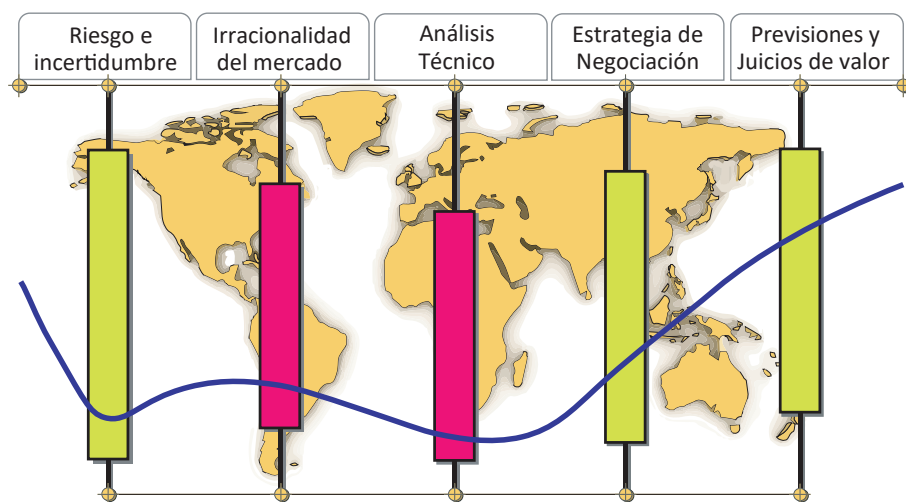 Riesgo e
incertidumbre
Irracionalidad
del mercado
Análisis
Técnico
Estrategia de
Negociación
Previsiones y
Juicios de valor